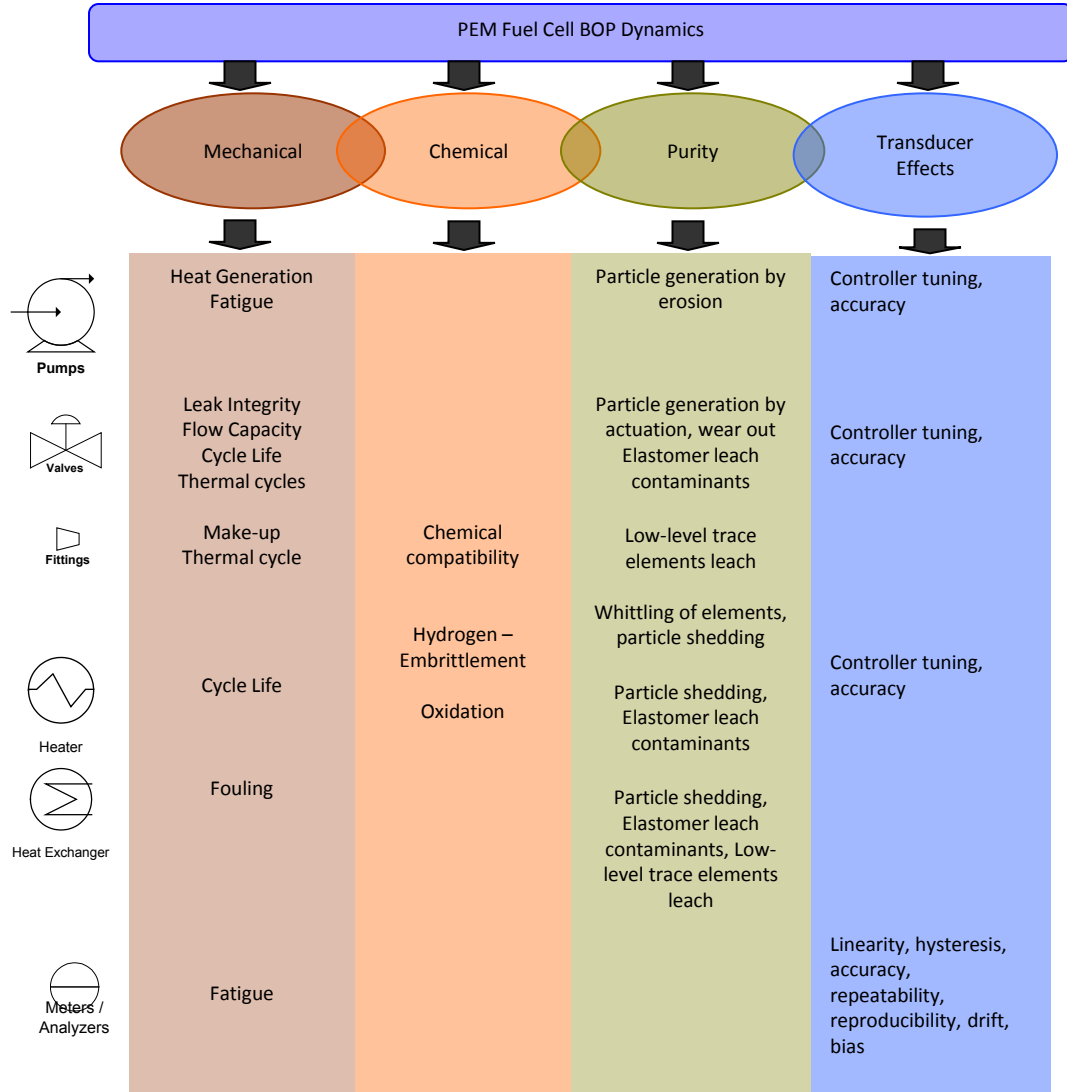 PEM Fuel Cell BOP Dynamics
Mechanical
Chemical
Purity
Transducer
Effects
Heat Generation
Fatigue
Particle generation by
erosion
Controller tuning,
accuracy
Pumps
Leak Integrity
Flow Capacity
Cycle Life
Thermal cycles
Particle generation by
actuation, wear out
Elastomer leach
contaminants
Controller tuning,
accuracy
Valves
Make-up
Thermal cycle
Chemical
compatibility
Low-level trace
elements leach
Fittings
Whittling of elements,
particle shedding
Hydrogen –
Embrittlement
Cycle Life
Oxidation
Particle shedding,
Elastomer leach
contaminants
Controller tuning,
accuracy
Heater
Fouling
Particle shedding,
Elastomer leach
contaminants, Low-
level trace elements
leach
Heat Exchanger
Fatigue
Linearity, hysteresis,
accuracy,
repeatability,
reproducibility, drift,
bias
Meters /
Analyzers